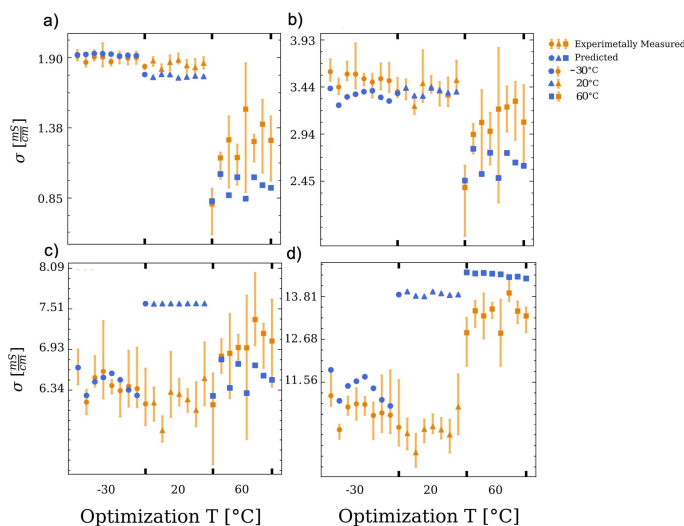 a)
b)
1.90
1.38
0.85
σ [mS/cm]
3.93
3.44
2.94
2.45
Experimetally Measured
Predicted
-30°C
20°C
60°C
c)
d)
8.09
7.51
6.93
6.34
σ [mS/cm]
13.81
12.68
11.56
-30 20 60
-30 20 60
Optimization T [°C]
Optimization T [°C]